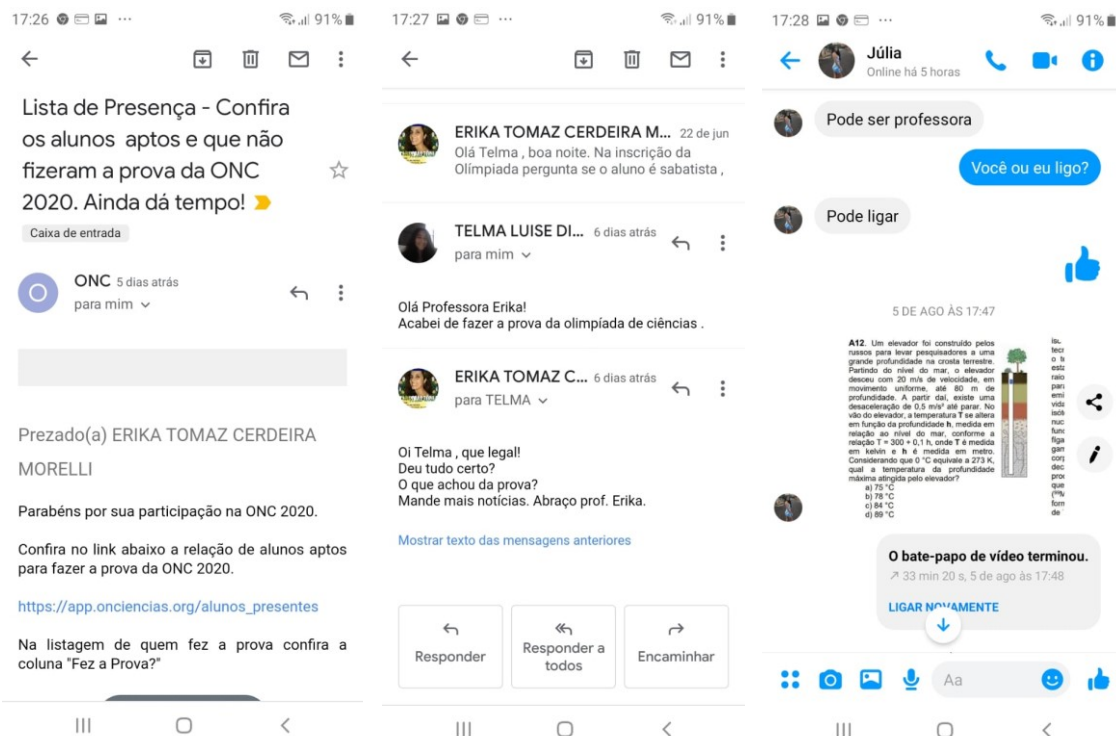 17:26
91%
Lista de Presença - Confira
os alunos aptos e que não
fizeram a prova da ONC
2020. Ainda dá tempo!
Caixa de entrada
O
ONC 5 dias atrás
para mim
Prezado(a) ERIKA TOMAZ CERDEIRA
MORELLI
Parabéns por sua participação na ONC 2020.
Confira no link abaixo a relação de alunos aptos
para fazer a prova da ONC 2020.
https://app.onciencias.org/alunos_presentes
Na listagem de quem fez a prova confira a
coluna "Fez a Prova?"
17:27
91%
ERIKA TOMAZ CERDEIRA M... 22 de jun
Olá Telma , boa noite. Na inscrição da
Olímpiada pergunta se o aluno é sabatista ,
TELMA LUISE DI... 6 dias atrás
para mim
Olá Professora Erika!
Acabei de fazer a prova da olimpíada de ciências .
ERIKA TOMAZ C... 6 dias atrás
para TELMA
Oi Telma , que legal!
Deu tudo certo?
O que achou da prova?
Mande mais notícias. Abraço prof. Erika.
Mostrar texto das mensagens anteriores
Responder
Responder a
todos
Encaminhar
17:28
91%
Júlia
Online há 5 horas
Pode ser professora
Você ou eu ligo?
Pode ligar
5 DE AGO ÀS 17:47
A12. Um elevador foi construído pelos
russos para levar pesquisadores a uma
grande profundidade na crosta terrestre.
Partindo do nível do mar, o elevador
desceu com 20 m/s de velocidade, em
movimento uniforme, até 80 m de
profundidade. A partir daí, existe uma
desaceleração de 0,5 m/s² até parar. No
vão do elevador, a temperatura T se altera
em função da profundidade h, medida em
relação ao nível do mar, conforme a
relação T = 300 + 0,1 h, onde T é medida
em kelvin e h é medida em metro.
Considerando que 0 °C equivale a 273 K,
qual a temperatura da profundidade
máxima atingida pelo elevador?
a) 75 °C
b) 78 °C
c) 84 °C
d) 89 °C
O bate-papo de vídeo terminou.
33 min 20 s, 5 de ago às 17:48
LIGAR NOVAMENTE
Aa